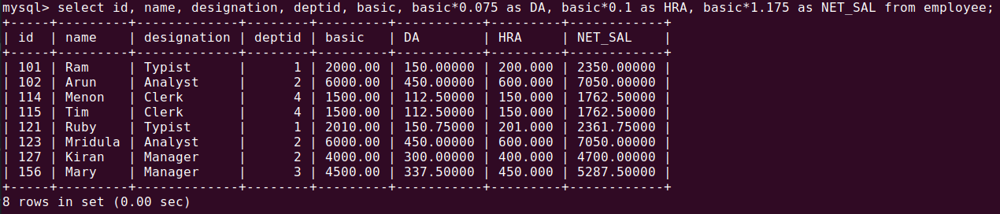 mysql> select id, name, designation, deptid, basic, basic*0.075 as DA, basic*0.1 as HRA, basic*1.175 as NET_SAL from employee;
+-----+---------+-------------+--------+---------+-----------+---------+------------+
| id  | name    | designation | deptid | basic   | DA        | HRA     | NET_SAL    |
+-----+---------+-------------+--------+---------+-----------+---------+------------+
| 101 | Ram     | Typist      |      1 | 2000.00 | 150.00000 | 200.000 | 2350.00000 |
| 102 | Arun    | Analyst     |      2 | 6000.00 | 450.00000 | 600.000 | 7050.00000 |
| 114 | Menon   | Clerk       |      4 | 1500.00 | 112.50000 | 150.000 | 1762.50000 |
| 115 | Tim     | Clerk       |      4 | 1500.00 | 112.50000 | 150.000 | 1762.50000 |
| 121 | Ruby    | Typist      |      1 | 2010.00 | 150.75000 | 201.000 | 2361.75000 |
| 123 | Mridula | Analyst     |      2 | 6000.00 | 450.00000 | 600.000 | 7050.00000 |
| 127 | Kiran   | Manager     |      2 | 4000.00 | 300.00000 | 400.000 | 4700.00000 |
| 156 | Mary    | Manager     |      3 | 4500.00 | 337.50000 | 450.000 | 5287.50000 |
+-----+---------+-------------+--------+---------+-----------+---------+------------+
8 rows in set (0.00 sec)